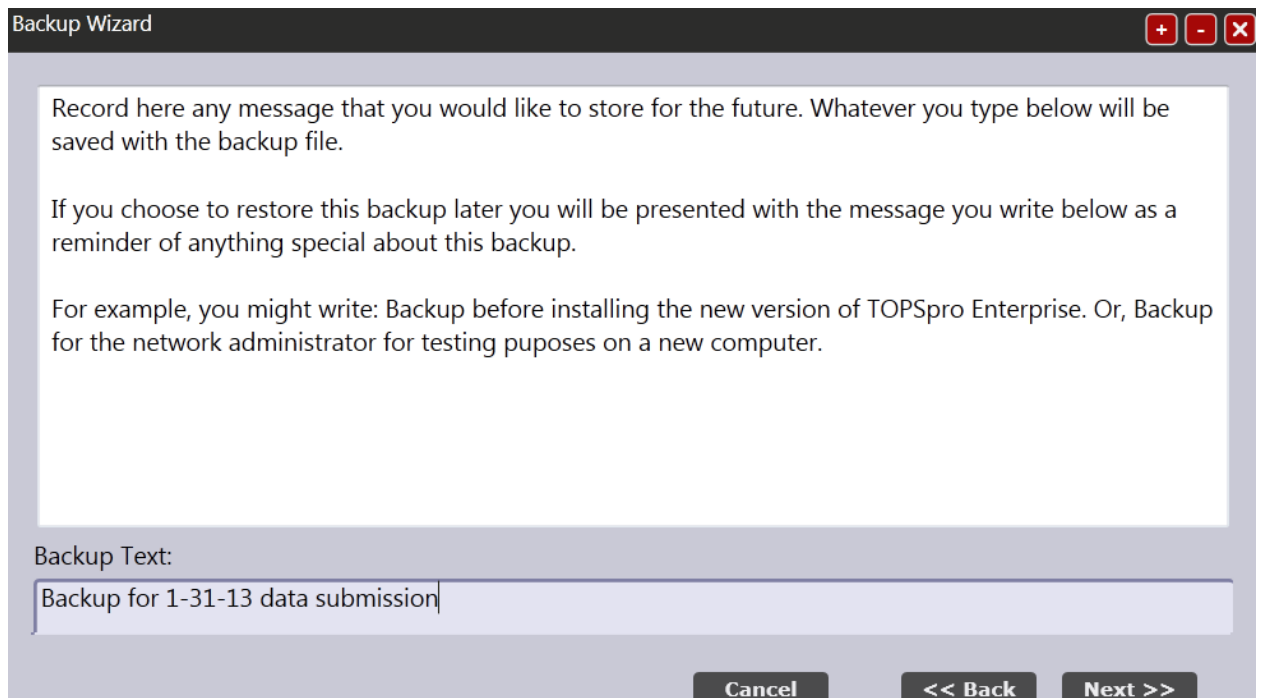 Backup Wizard
+ - X
Record here any message that you would like to store for the future. Whatever you type below will be
saved with the backup file.
If you choose to restore this backup later you will be presented with the message you write below as a
reminder of anything special about this backup.
For example, you might write: Backup before installing the new version of TOPSpro Enterprise. Or, Backup
for the network administrator for testing puposes on a new computer.
Backup Text:
Backup for 1-31-13 data submission
Cancel << Back Next >>